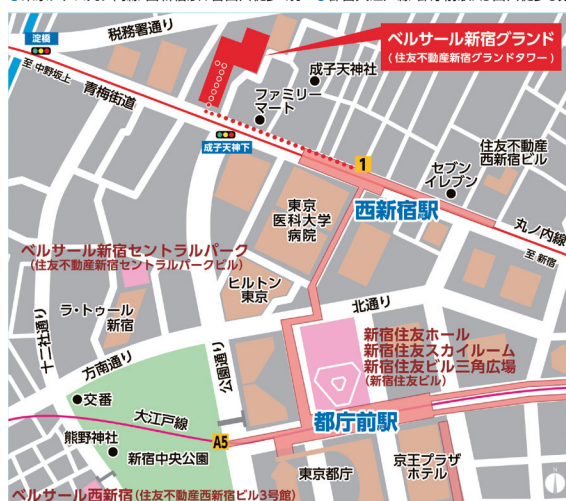 淀橋
税務署通り
至 中野坂上
青梅街道
ベルサール新宿グランド
(住友不動産新宿グランドタワー)
成子天神社
ファミリー
マート
成子天神下
住友不動産
西新宿ビル
セブン
イレブン
1
西新宿駅
東京
医科大学
病院
丸ノ内線
至 新宿
ベルサール新宿セントラルパーク
(住友不動産新宿セントラルパークビル)
ヒルトン
東京
ラ・トゥール
新宿
北通り
十二社通り
方南通り
公園通り
新宿住友ホール
新宿住友スカイルーム
新宿住友ビル三角広場
(新宿住友ビル)
交番
大江戸線
都庁前駅
A5
熊野神社
新宿中央公園
東京都庁
京王プラザ
ホテル
ベルサール西新宿(住友不動産西新宿ビル3号館)